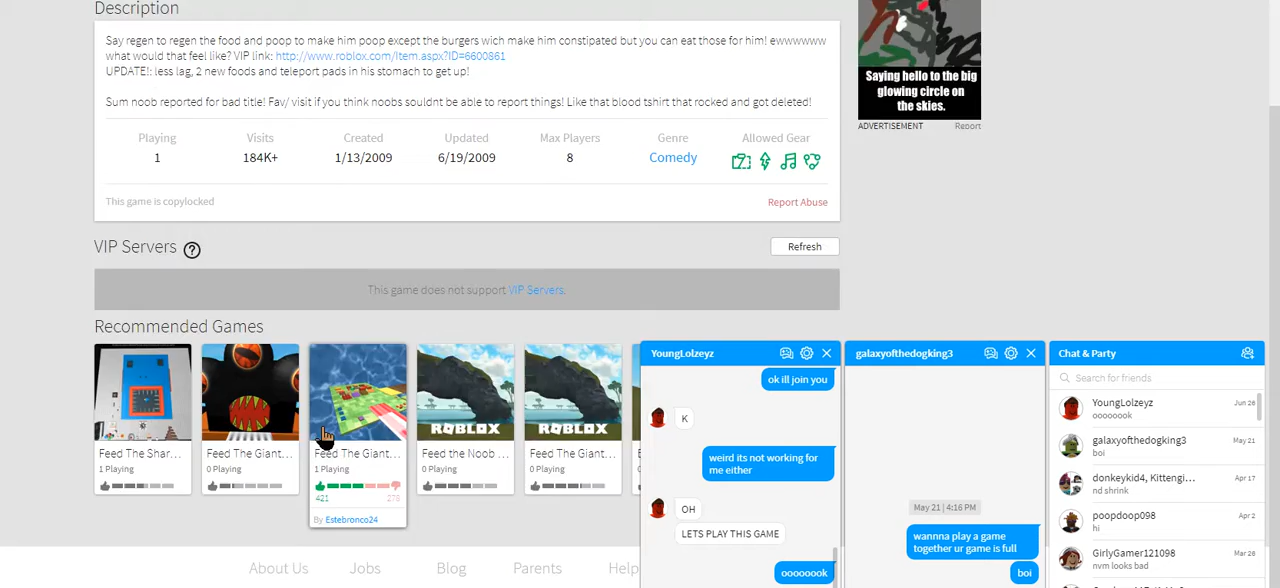 Description
Say regen to regen the food and poop to make him poop except the burgers wich make him constipated but you can eat those for him! ewwwwww
what would that feel like? VIP link: http://www.roblox.com/Item.aspx?ID=6600861
UPDATE!: less lag, 2 new foods and teleport pads in his stomach to get up!
Sum noob reported for bad title! Fav/ visit if you think noobs souldnt be able to report things! Like that blood tshirt that rocked and got deleted!
Playing Visits Created Updated Max Players Genre Allowed Gear
1 184K+ 1/13/2009 6/19/2009 8 Comedy
This game is copylocked Report Abuse
Saying hello to the big
glowing circle on
the skies.
ADVERTISEMENT Report
VIP Servers ? Refresh
This game does not support VIP Servers.
Recommended Games
Feed The Shar... Feed The Giant... Feed The Giant... Feed the Noob ... Feed The Giant...
1 Playing 0 Playing 1 Playing 0 Playing 0 Playing
421 278
By Estebronco24
ROBLOX ROBLOX
YoungLolzeyz
ok ill join you
K
weird its not working for
me either
OH
LETS PLAY THIS GAME
oooooook
galaxyofthedogking3
May 21 | 4:16 PM
wannna play a game
together ur game is full
boi
Chat & Party
Search for friends
YoungLolzeyz Jun 26
oooooook
galaxyofthedogking3 May 21
boi
donkeykid4, Kittengi... Apr 17
nd shrink
poopdoop098 Apr 2
hi
GirlyGamer121098 Mar 26
nvm looks bad
About Us Jobs Blog Parents Help